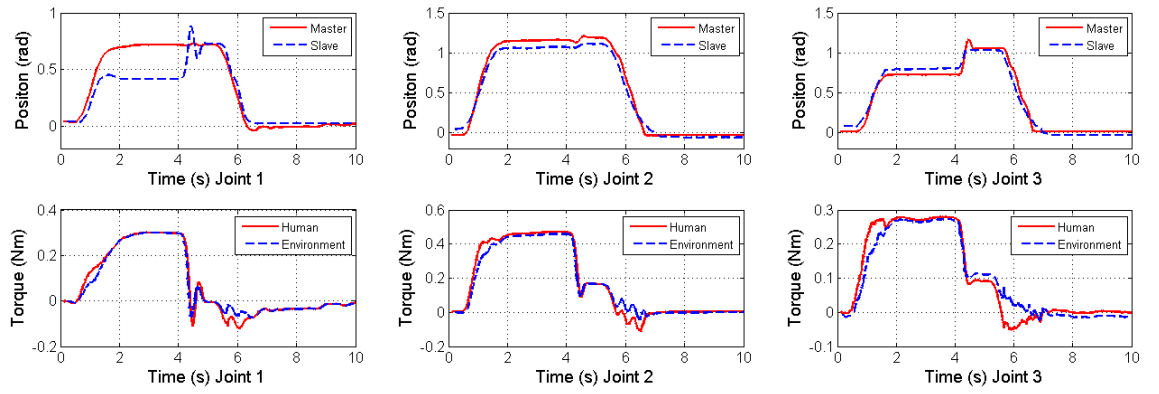 1
0.5
0
Positon (rad)
Master
Slave
0 2 4 6 8 10
Time (s) Joint 1
1.5
1
0.5
0
Positon (rad)
Master
Slave
0 2 4 6 8 10
Time (s) Joint 2
1.5
1
0.5
0
Positon (rad)
Master
Slave
0 2 4 6 8 10
Time (s) Joint 3
0.4
0.2
0
-0.2
Torque (Nm)
Human
Environment
0 2 4 6 8 10
Time (s) Joint 1
0.6
0.4
0.2
0
-0.2
Torque (Nm)
Human
Environment
0 2 4 6 8 10
Time (s) Joint 2
0.3
0.2
0.1
0
-0.1
Torque (Nm)
Human
Environment
0 2 4 6 8 10
Time (s) Joint 3